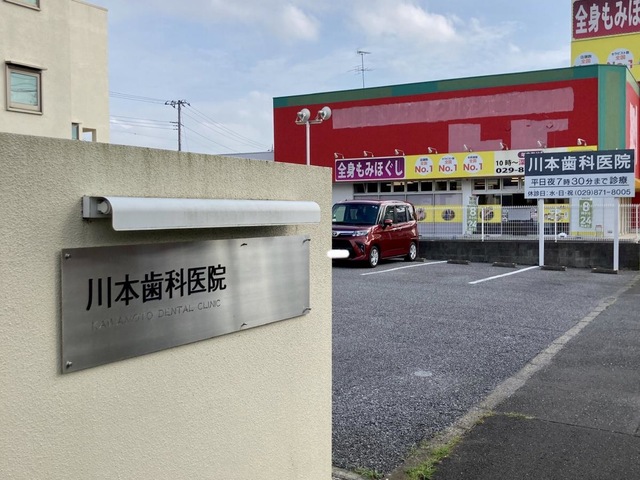 川本歯科医院
KAWAMOTO DENTAL CLINIC
全身もみほぐし
全身もみほぐし
No.1
No.1
No.1
10時〜
川本歯科医院
平日夜7時30分まで診療
休診日:水・日・祝 (029)871-8005